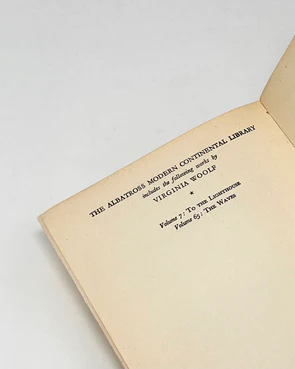 THE ALBATROSS MODERN CONTINENTAL LIBRARY
includes the following works by
VIRGINIA WOOLF
*
Volume 7: TO THE LIGHTHOUSE
Volume 65: THE WAVES